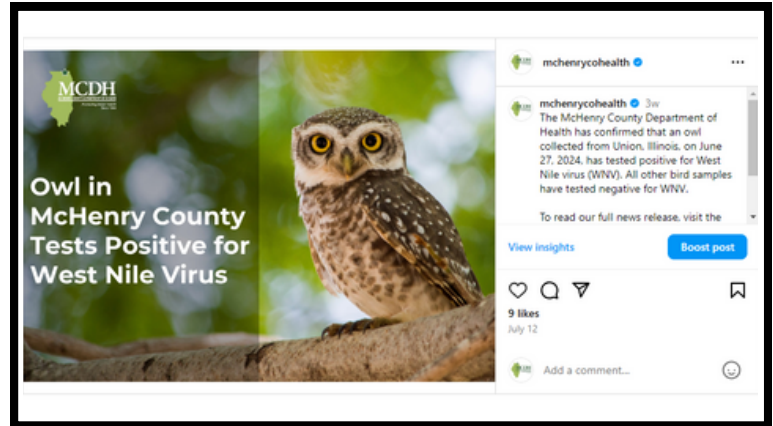 MCDH
Owl in
McHenry County
Tests Positive for
West Nile Virus
mchenrycohealth
mchenrycohealth 3w
The McHenry County Department of
Health has confirmed that an owl
collected from Union, Illinois, on June
27, 2024, has tested positive for West
Nile virus (WNV). All other bird samples
have tested negative for WNV.
To read our full news release, visit the
View insights
Boost post
9 likes
July 12
Add a comment...